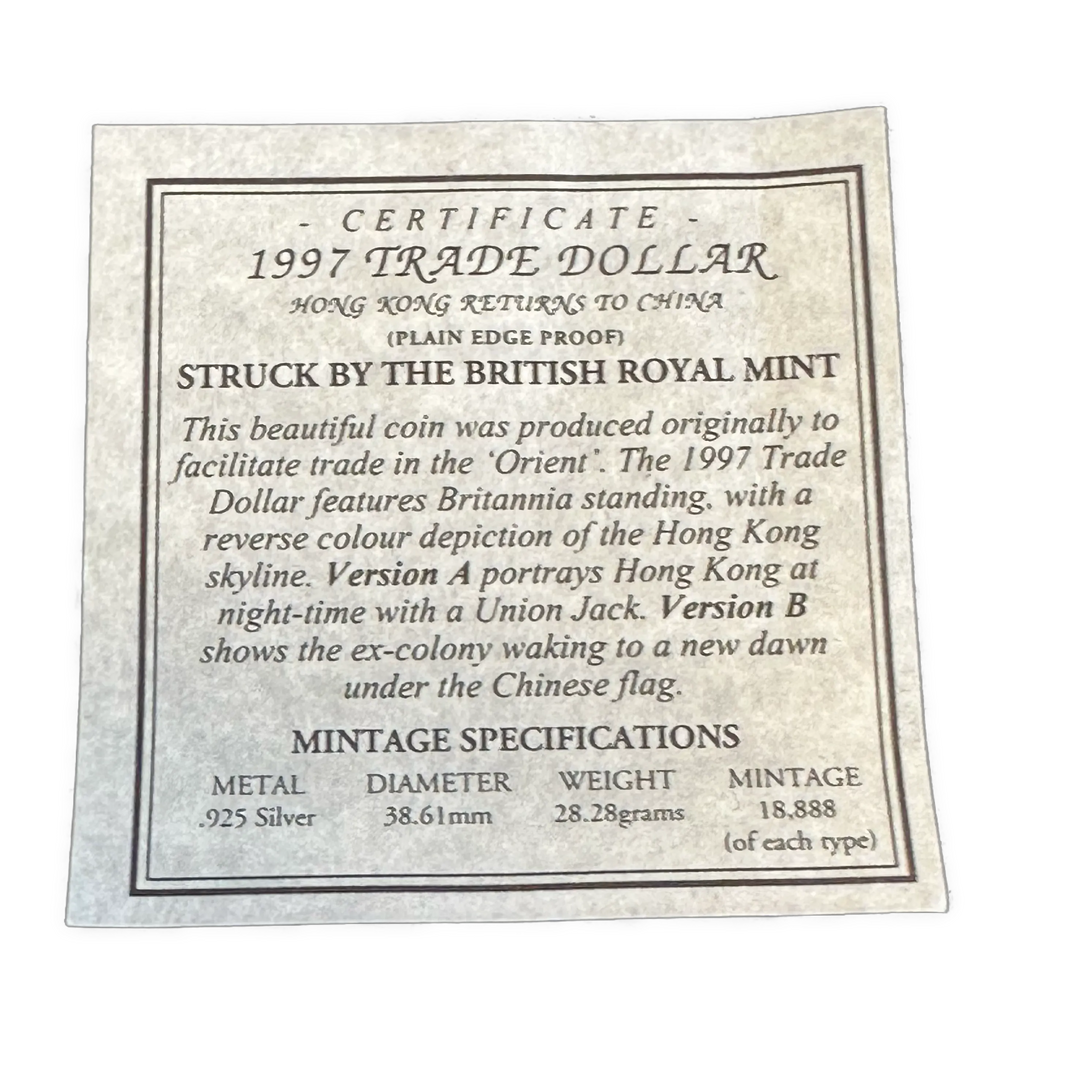 - CERTIFICATE -
1997 TRADE DOLLAR
HONG KONG RETURNS TO CHINA
(PLAIN EDGE PROOF)
STRUCK BY THE BRITISH ROYAL MINT
This beautiful coin was produced originally to
facilitate trade in the 'Orient'. The 1997 Trade
Dollar features Britannia standing, with a
reverse colour depiction of the Hong Kong
skyline. Version A portrays Hong Kong at
night-time with a Union Jack. Version B
shows the ex-colony waking to a new dawn
under the Chinese flag.
MINTAGE SPECIFICATIONS
METAL DIAMETER WEIGHT MINTAGE
.925 Silver 38.61mm 28.28grams 18,888
(of each type)